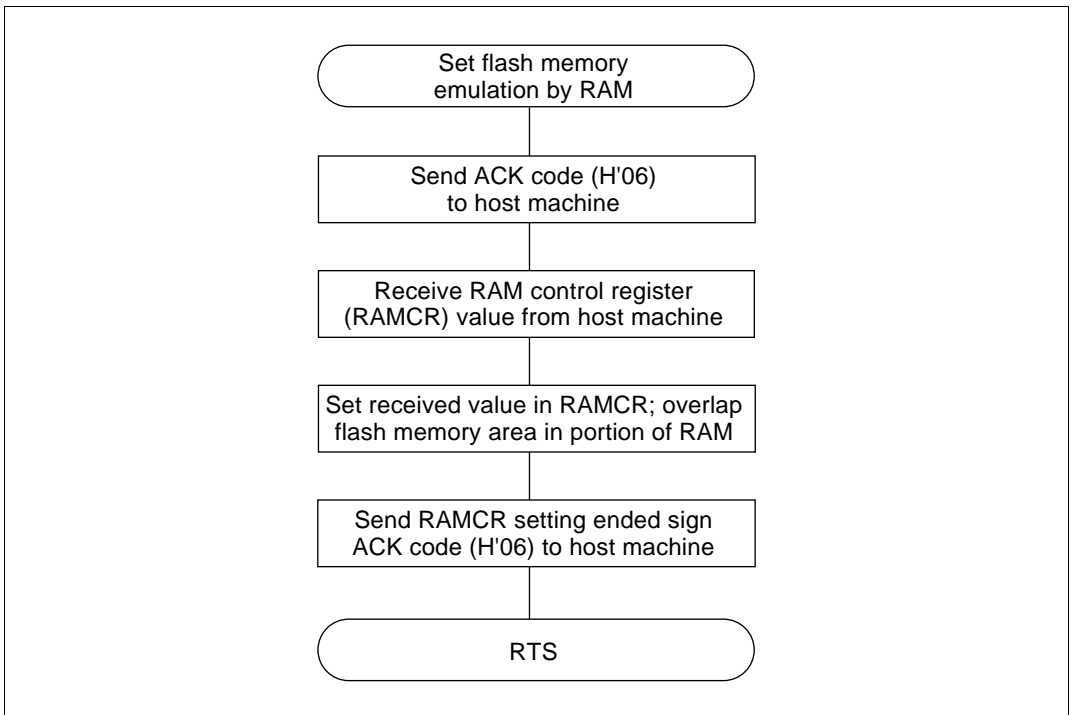 Set flash memory
emulation by RAM
Send ACK code (H'06)
to host machine
Receive RAM control register
(RAMCR) value from host machine
Set received value in RAMCR; overlap
flash memory area in portion of RAM
Send RAMCR setting ended sign
ACK code (H'06) to host machine
RTS